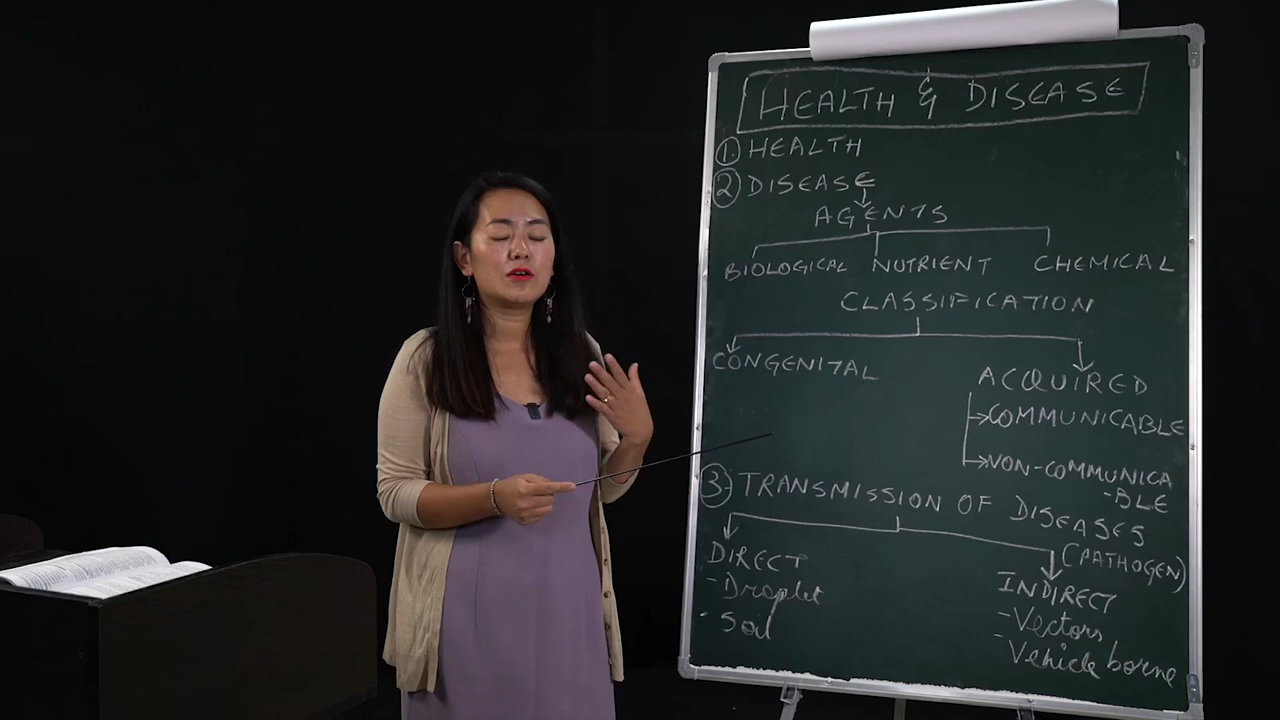 HEALTH & DISEASE
1. HEALTH
2 DISEASE
AGENTS
BIOLOGICAL NUTRIENT CHEMICAL
CLASSIFICATION
CONGENITAL
ACQUIRED
COMMUNICABLE
NON-COMMUNICA
-BLE
3. TRANSMISSION OF DISEASES
(PATHOGEN)
DIRECT
- Droplet
- Soil
INDIRECT
- Vectors
- Vehicle borne